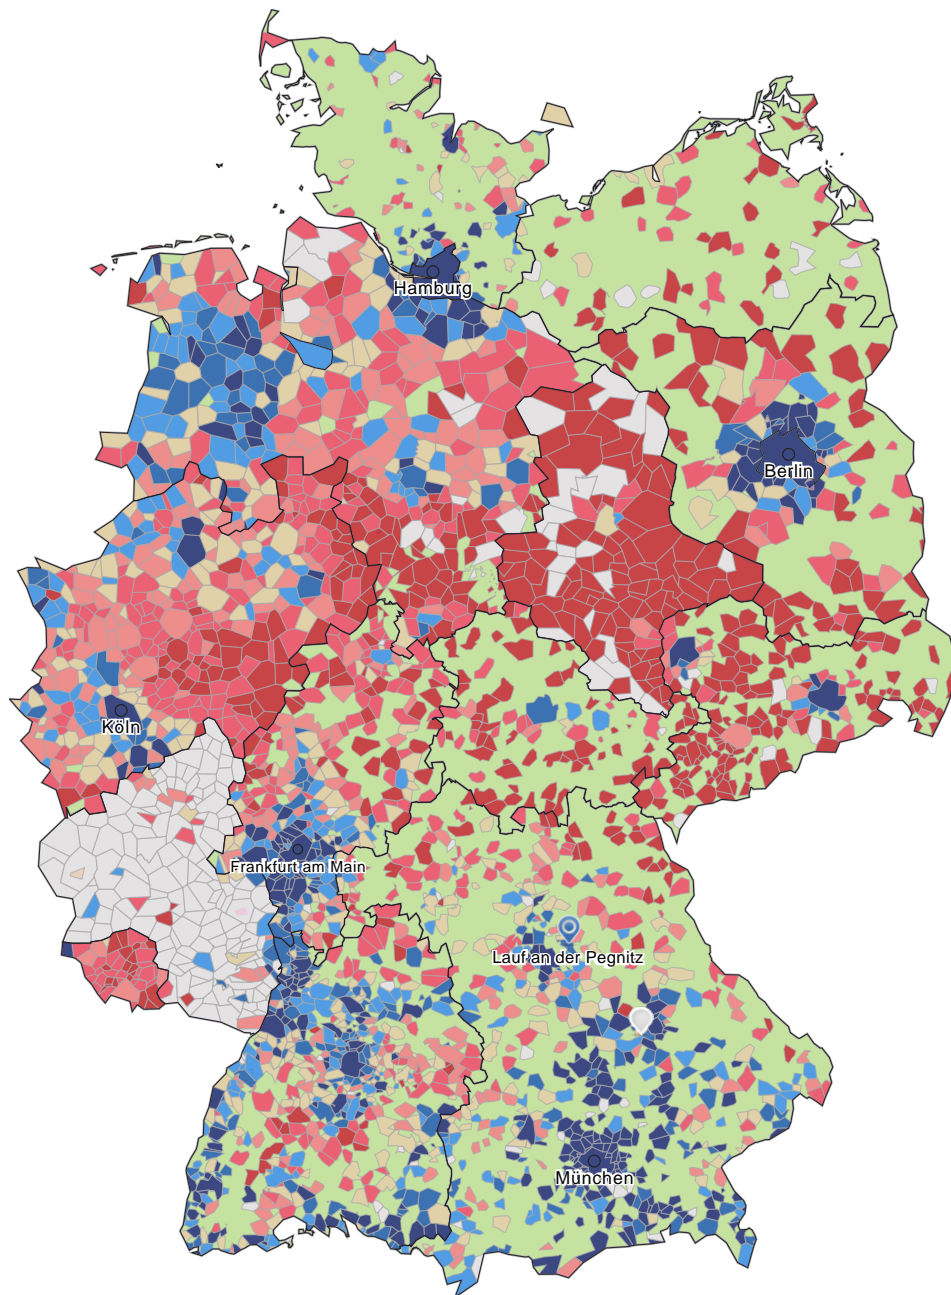 Hamburg
Berlin
Köln
Frankfurt am Main
Lauf an der Pegnitz
München